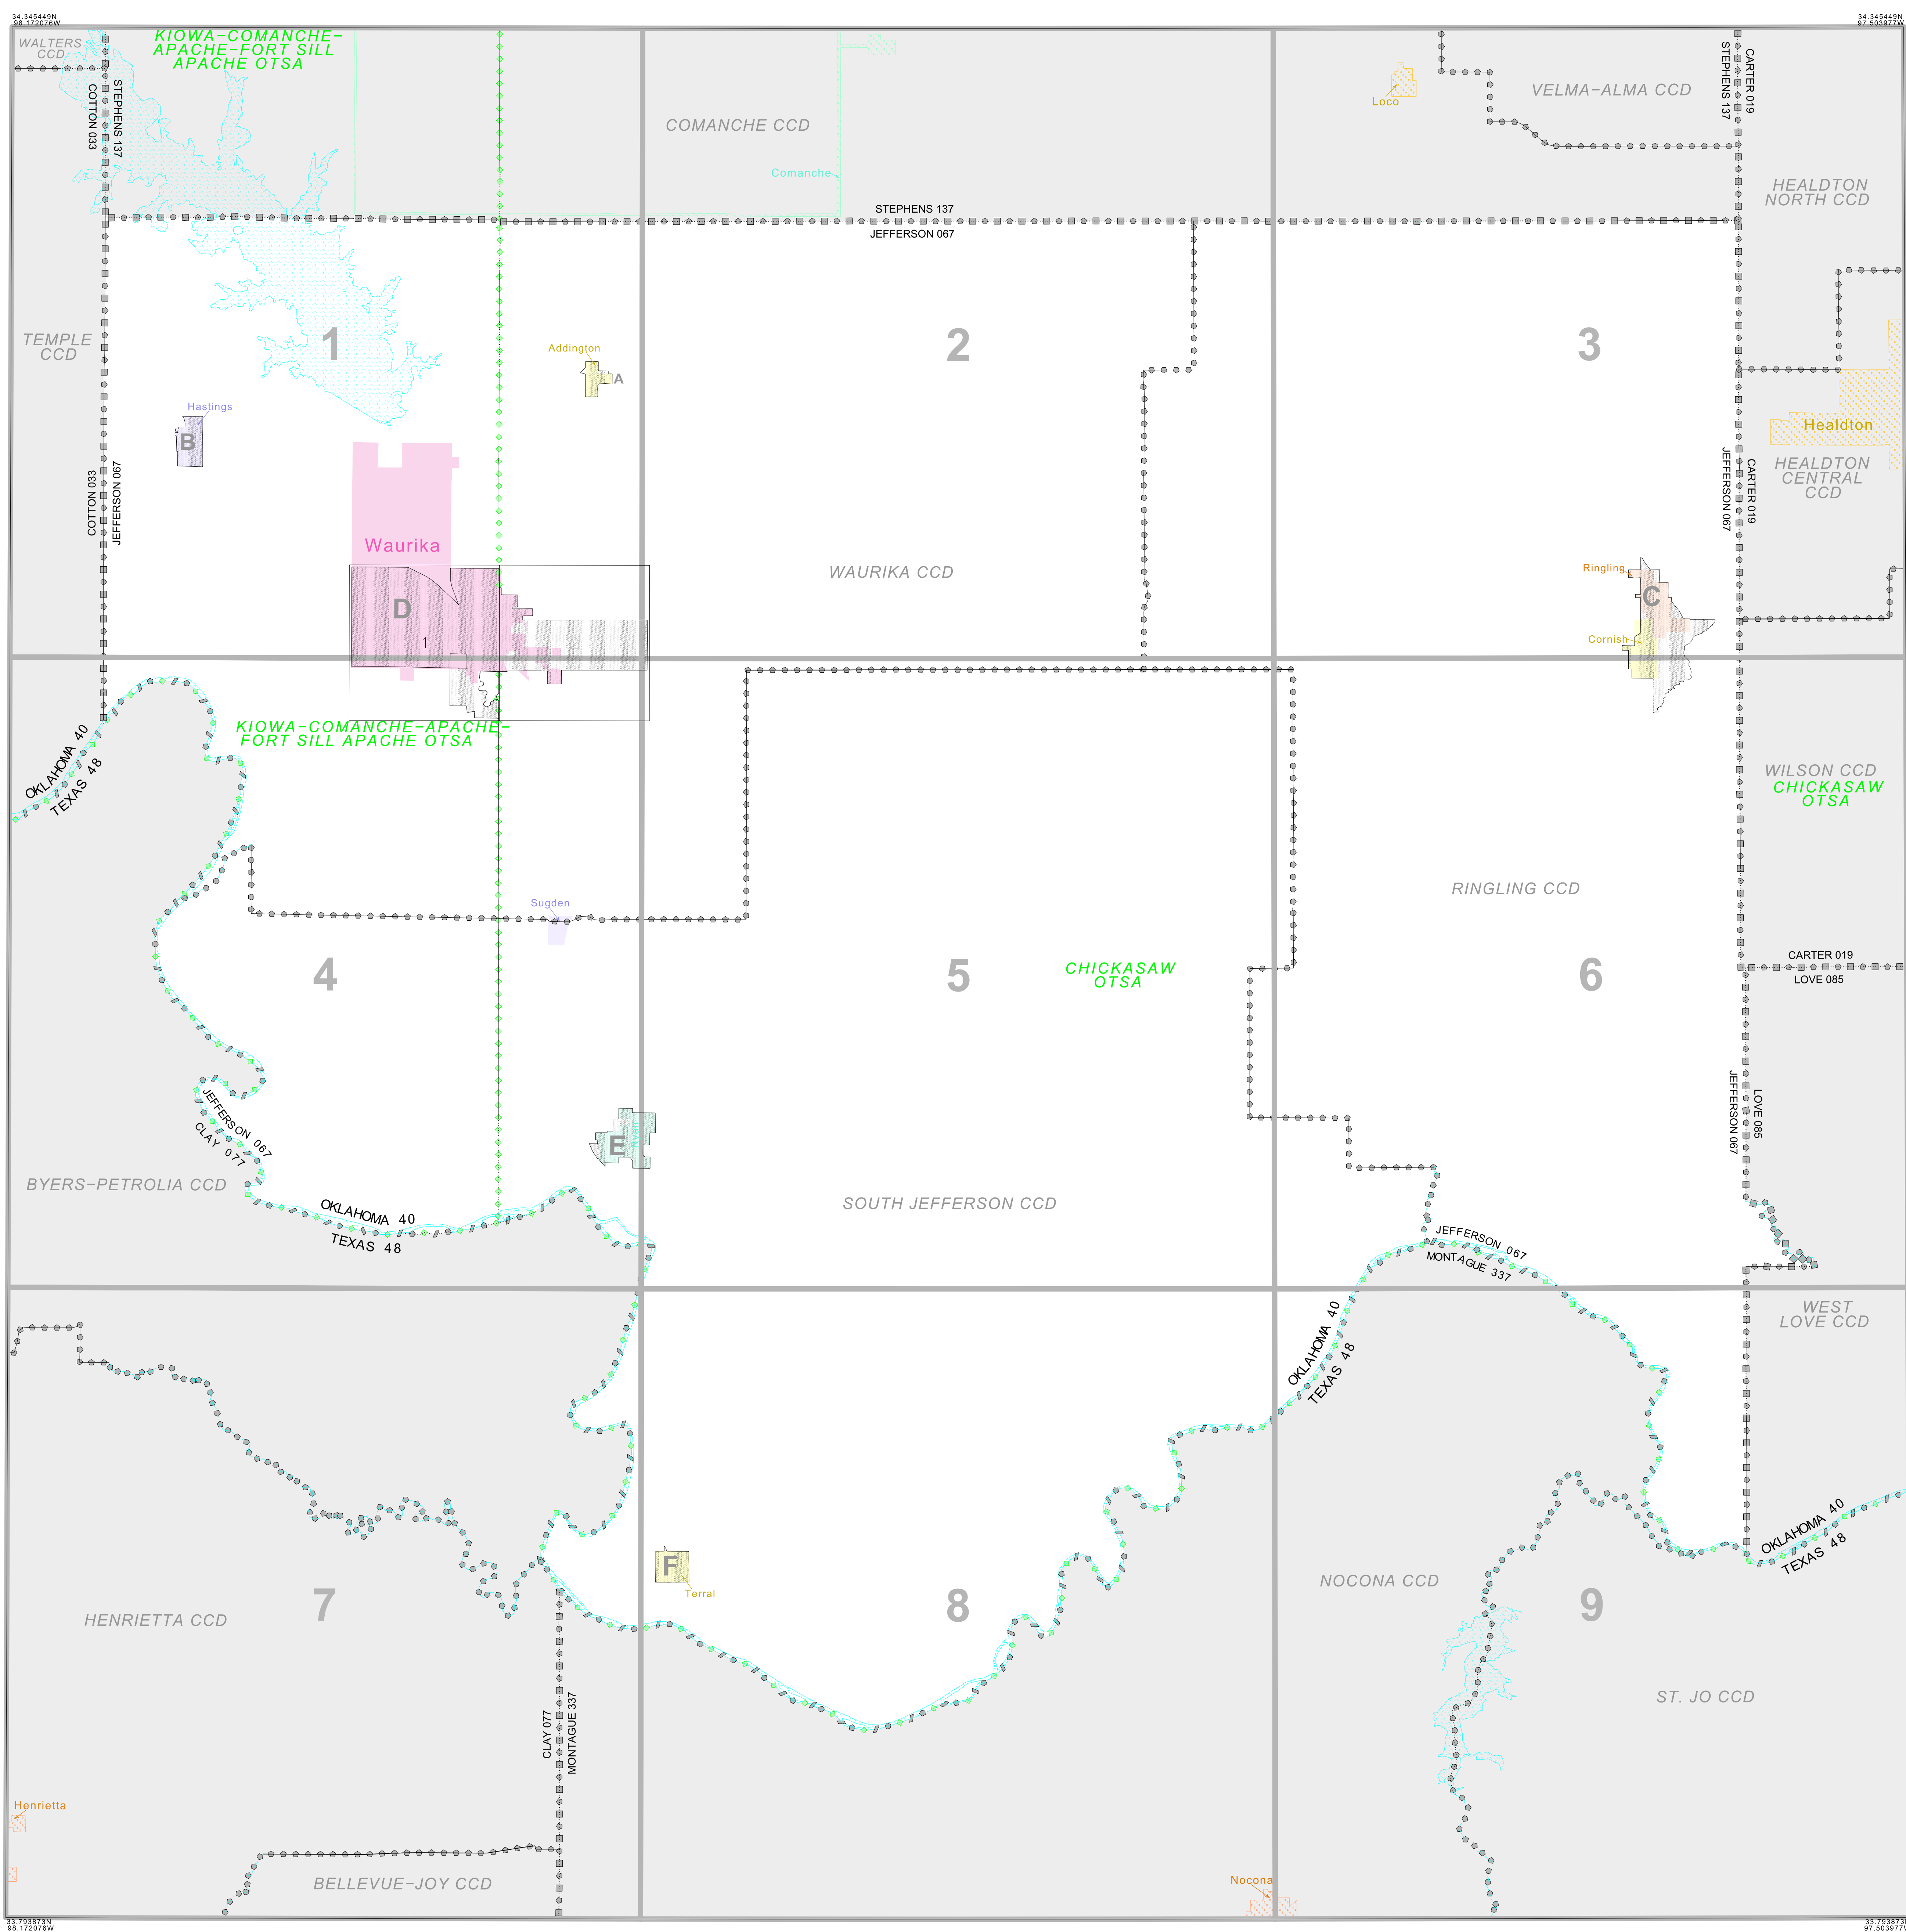 34.345449N
98.172076W
34.345449N
97.503977W
WALTERS
CCD
KIOWA-COMANCHE-
APACHE-FORT SILL
APACHE OTSA
COTTON 033
STEPHENS 137
COMANCHE CCD
Comanche
Loco
VELMA-ALMA CCD
STEPHENS 137
CARTER 019
HEALDTON
NORTH CCD
STEPHENS 137
JEFFERSON 067
TEMPLE
CCD
1
2
3
Addington
A
Hastings
B
Healdton
HEALDTON
CENTRAL
CCD
COTTON 033
JEFFERSON 067
JEFFERSON 067
CARTER 019
Waurika
WAURIKA CCD
Ringling
C
D
1
2
Cornish
KIOWA-COMANCHE-APACHE-
FORT SILL APACHE OTSA
OKLAHOMA 40
TEXAS 48
WILSON CCD
CHICKASAW
OTSA
RINGLING CCD
Sugden
4
5
6
CHICKASAW
OTSA
CARTER 019
LOVE 085
JEFFERSON 067
CLAY 077
JEFFERSON 067
LOVE 085
E
Ryan
BYERS-PETROLIA CCD
OKLAHOMA 40
TEXAS 48
SOUTH JEFFERSON CCD
JEFFERSON 067
MONTAGUE 337
WEST
LOVE CCD
OKLAHOMA 40
TEXAS 48
OKLAHOMA 40
TEXAS 48
F
Terral
NOCONA CCD
HENRIETTA CCD
7
8
9
ST. JO CCD
CLAY 077
MONTAGUE 337
Henrietta
BELLEVUE-JOY CCD
Nocona
33.793873N
98.172076W
33.793873N
97.503977W